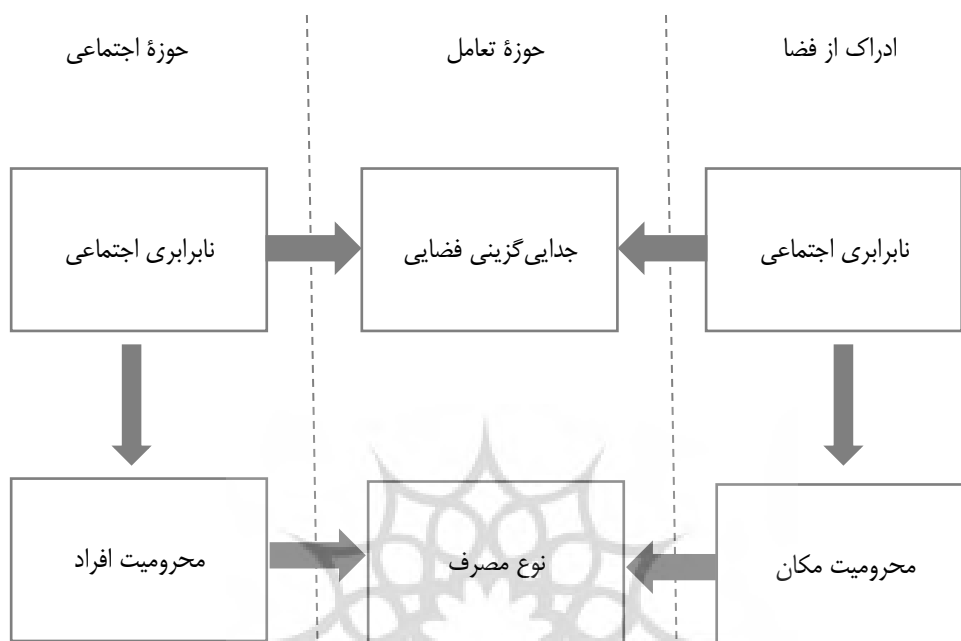 ادراک از فضا
حوزهٔ تعامل
حوزهٔ اجتماعی
نابرابری اجتماعی
جدایی‌گزینی فضایی
نابرابری اجتماعی
محرومیت مکان
نوع مصرف
محرومیت افراد